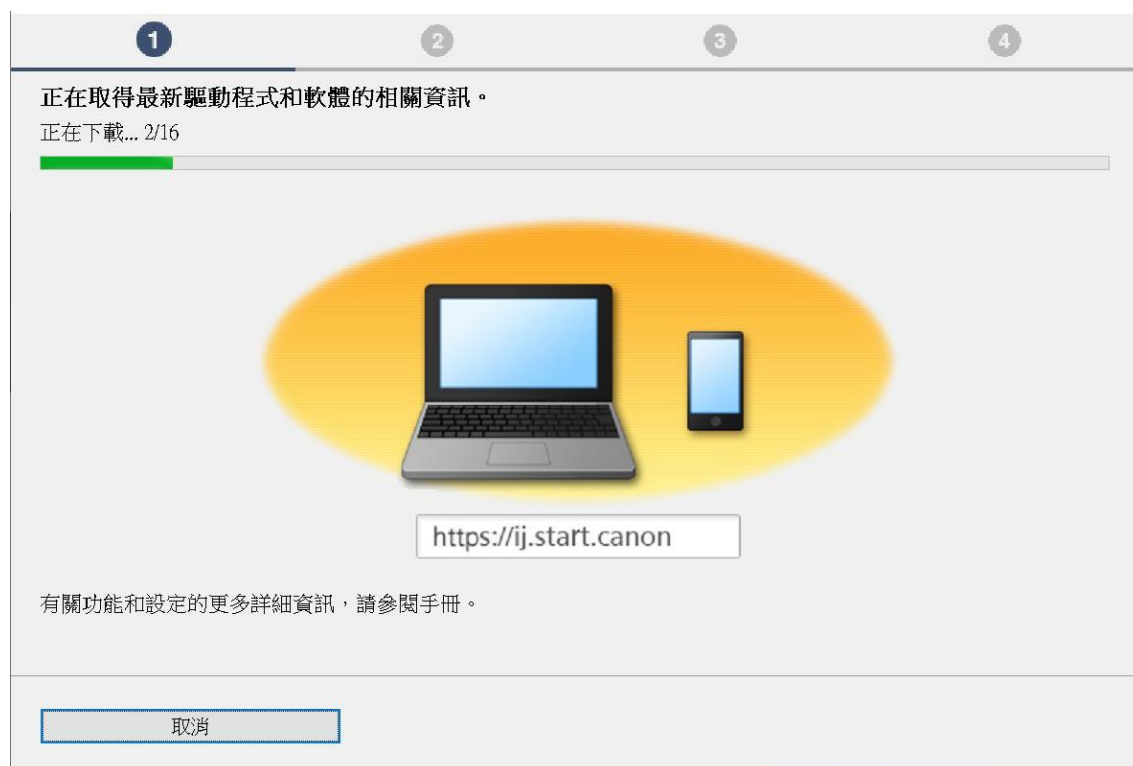 1
2
3
4
正在取得最新驅動程式和軟體的相關資訊。
正在下載... 2/16
https://ij.start.canon
有關功能和設定的更多詳細資訊，請參閱手冊。
取消